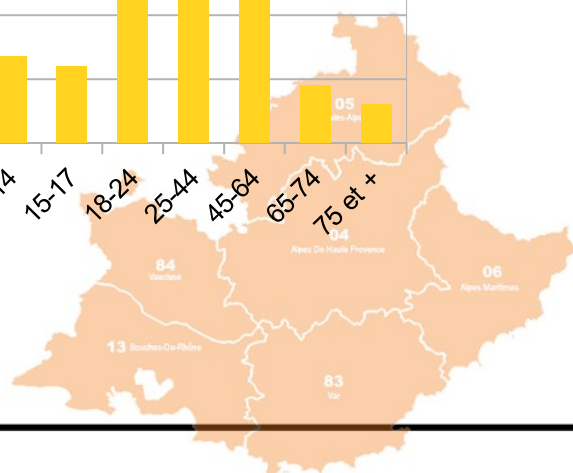 05
14
15-17
18-24
25-44
45-64
65-74
75 et +
04
Alpes De Haute Provence
84
Vaucluse
06
Alpes Maritimes
13 Bouches-Du-Rhône
83
Var